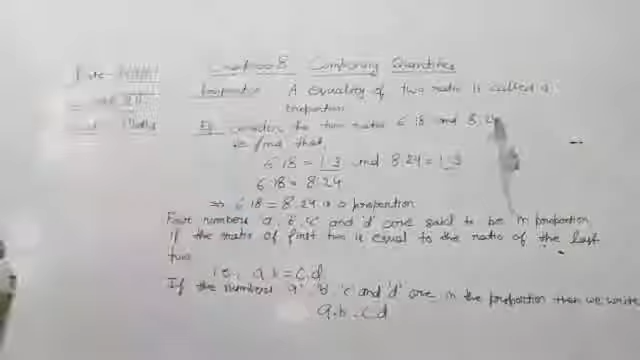 Chapter-8 Comparing Quantities
Date
Proportion A equality of two ratio is called a
proportion
Eg Consider the two ratio 6:18 and 8:24
we find that
6:18 = 1:3 and 8:24 = 1:3
6:18 = 8:24
⇒ 6:18 = 8:24 is a proportion
Four numbers 'a', 'b', 'c' and 'd' are said to be in proportion
if the ratio of first two is equal to the ratio of the last
two
i.e., a:b = c:d
If the numbers 'a', 'b', 'c' and 'd' are in the proportion then we write